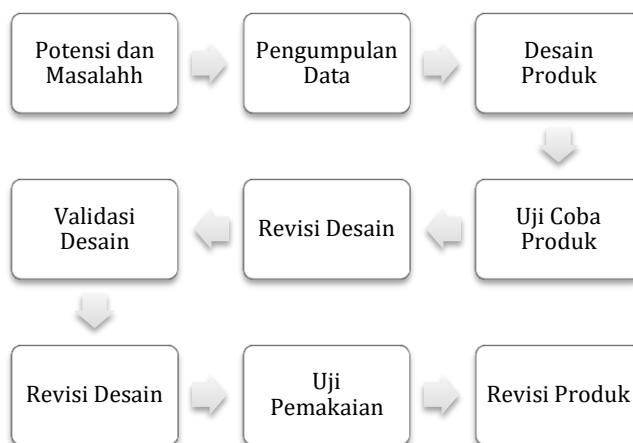 Potensi dan
Masalahh
Pengumpulan
Data
Desain
Produk
Uji Coba
Produk
Revisi Desain
Validasi
Desain
Revisi Desain
Uji
Pemakaian
Revisi Produk